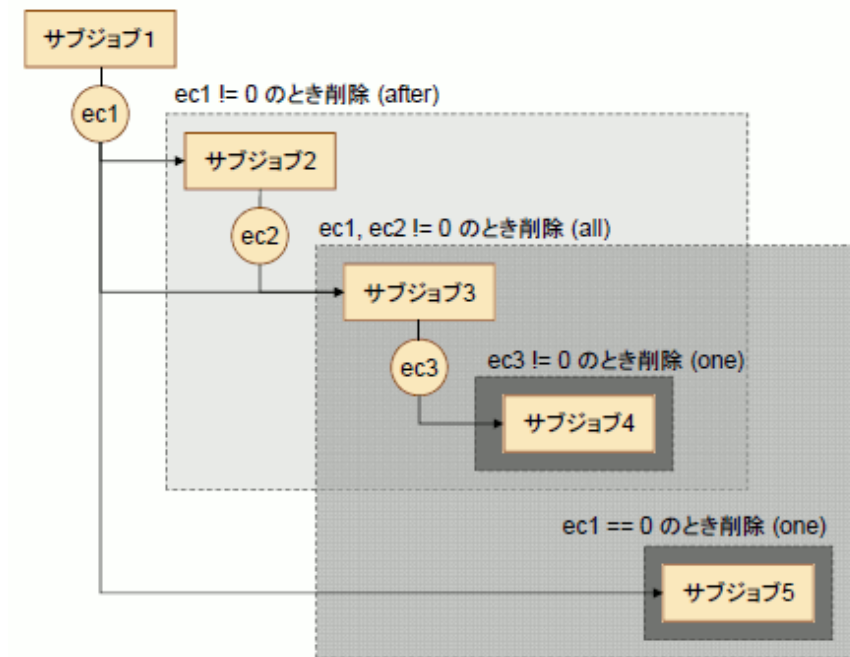 サブジョブ1
ec1
ec1 != 0 のとき削除 (after)
サブジョブ2
ec2
ec1, ec2 != 0 のとき削除 (all)
サブジョブ3
ec3
ec3 != 0 のとき削除 (one)
サブジョブ4
ec1 == 0 のとき削除 (one)
サブジョブ5